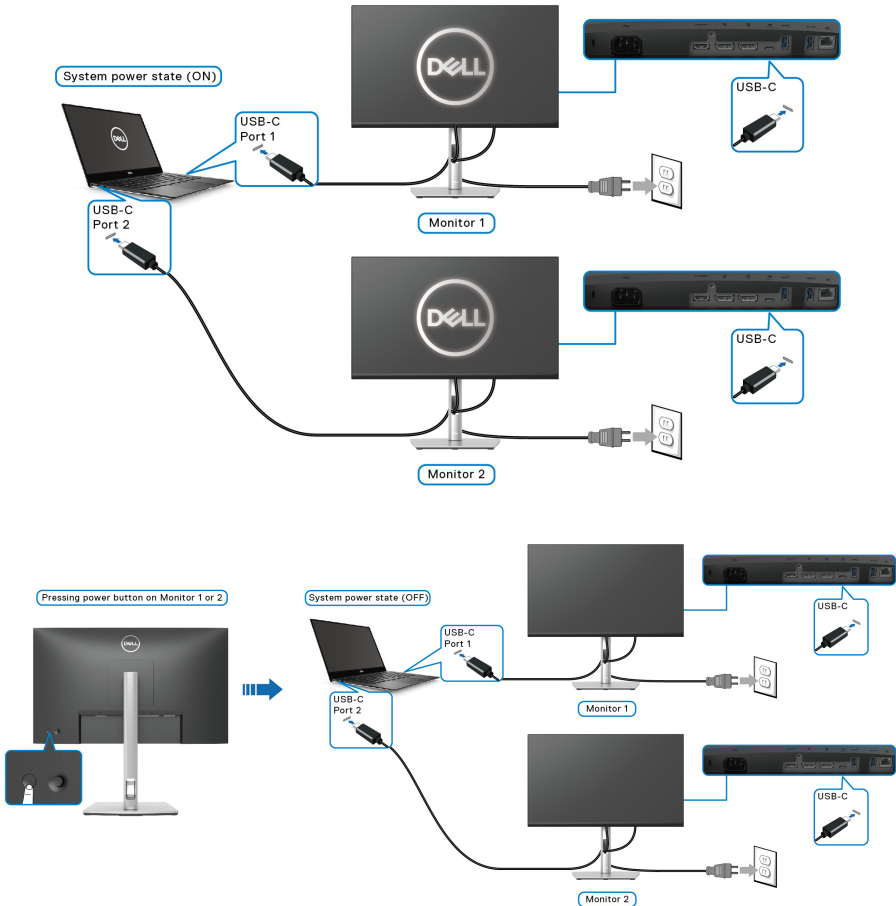 System power state (ON)
DELL
USB-C
Port 1
DELL
USB-C
Monitor 1
USB-C
Port 2
DELL
USB-C
Monitor 2
Pressing power button on Monitor 1 or 2
DELL
System power state (OFF)
USB-C
Port 1
USB-C
Monitor 1
USB-C
Port 2
USB-C
Monitor 2